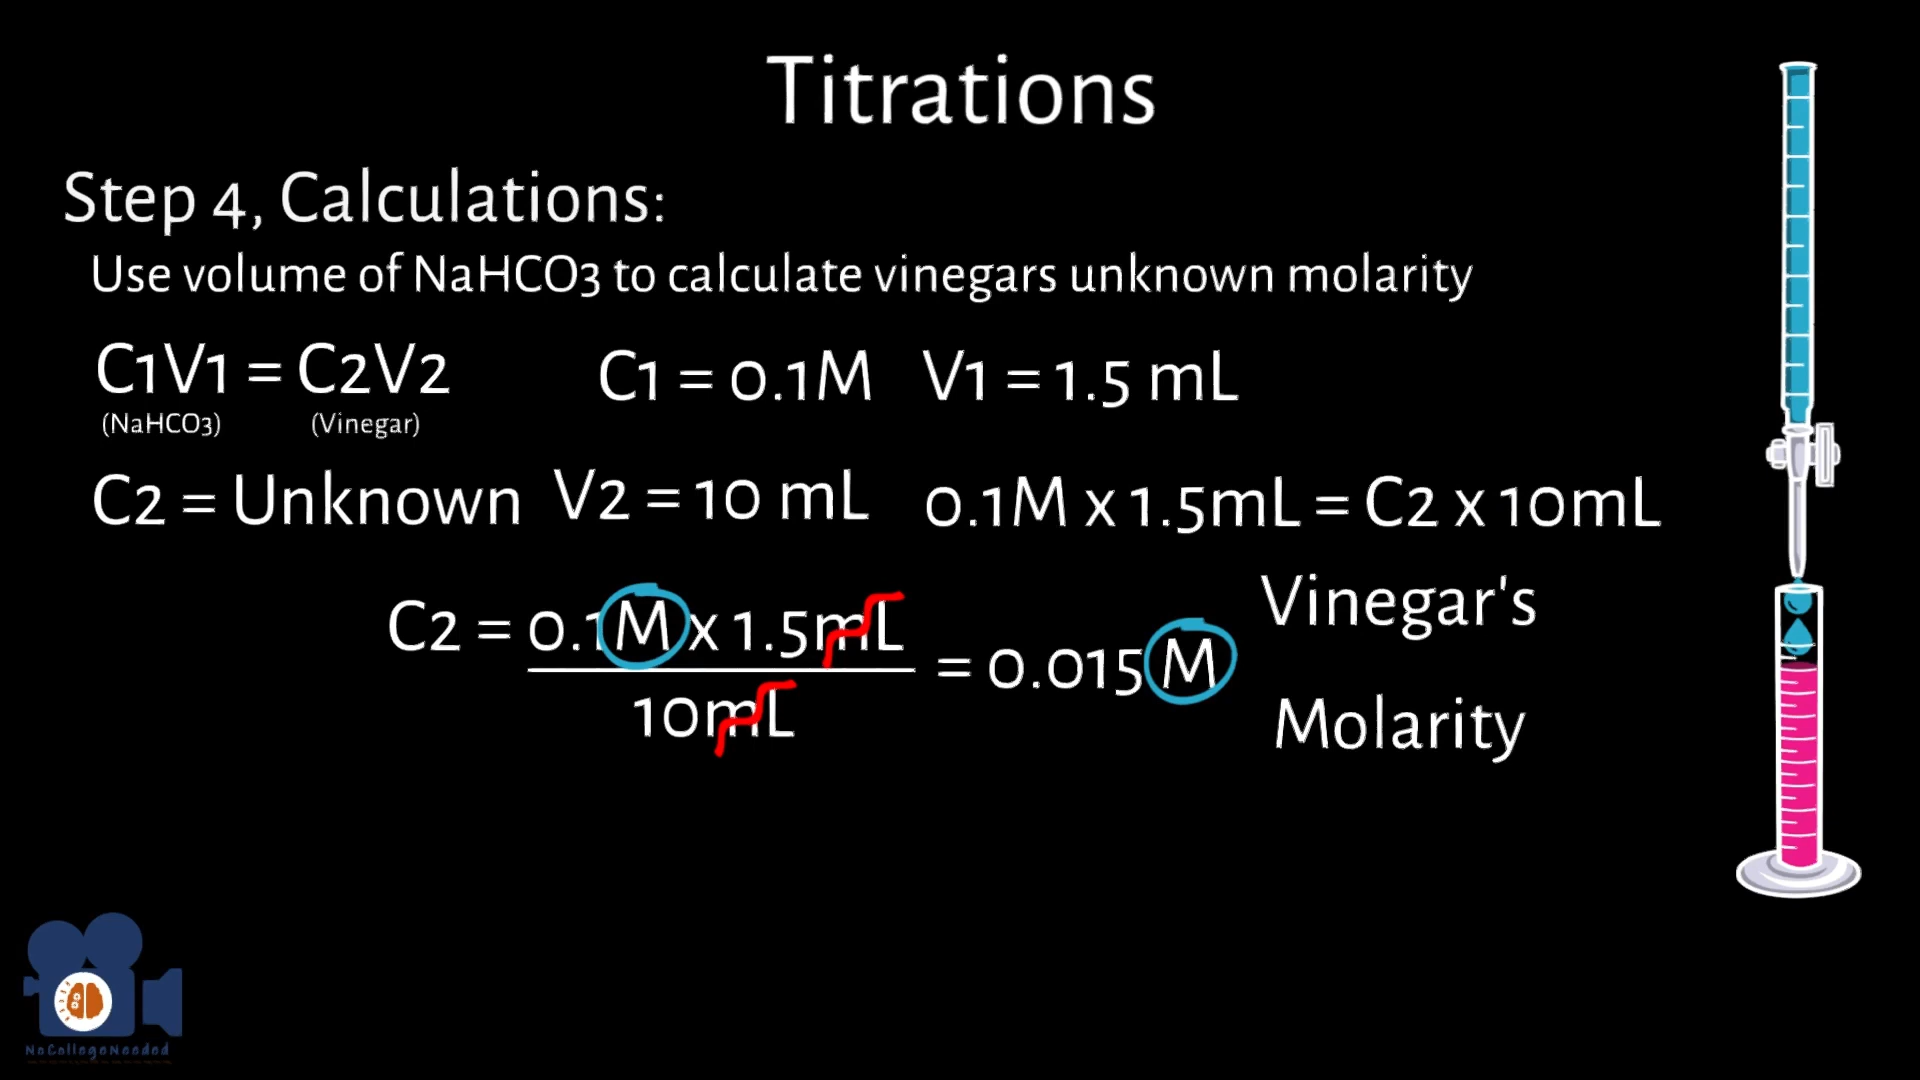 Titrations
Step 4, Calculations:
Use volume of NaHCO3 to calculate vinegars unknown molarity
C1V1 = C2V2 C1 = 0.1M V1 = 1.5 mL
(NaHCO3) (Vinegar)
C2 = Unknown V2 = 10 mL 0.1M x 1.5mL = C2 x 10mL
C2 = 0.1M x 1.5mL
10mL
= 0.015M
Vinegar's
Molarity
NoCollegeNeeded